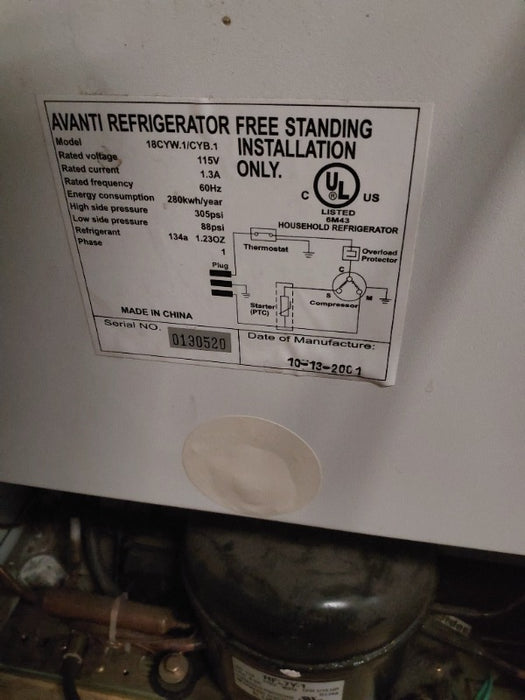 AVANTI REFRIGERATOR FREE STANDING
INSTALLATION
ONLY.
Model 18CYW.1/CYB.1
Rated voltage 115V
Rated current 1.3A
Rated frequency 60Hz
Energy consumption 280kwh/year
High side pressure 305psi
Low side pressure 88psi
Refrigerant 134a 1.23OZ
Phase 1
C UL ® US
LISTED
6M43
HOUSEHOLD REFRIGERATOR
Thermostat
Overload
Protector
Plug
C
S M
Starter
(PTC)
Compressor
MADE IN CHINA
Serial NO. 0130520
Date of Manufacture:
10-13-2001